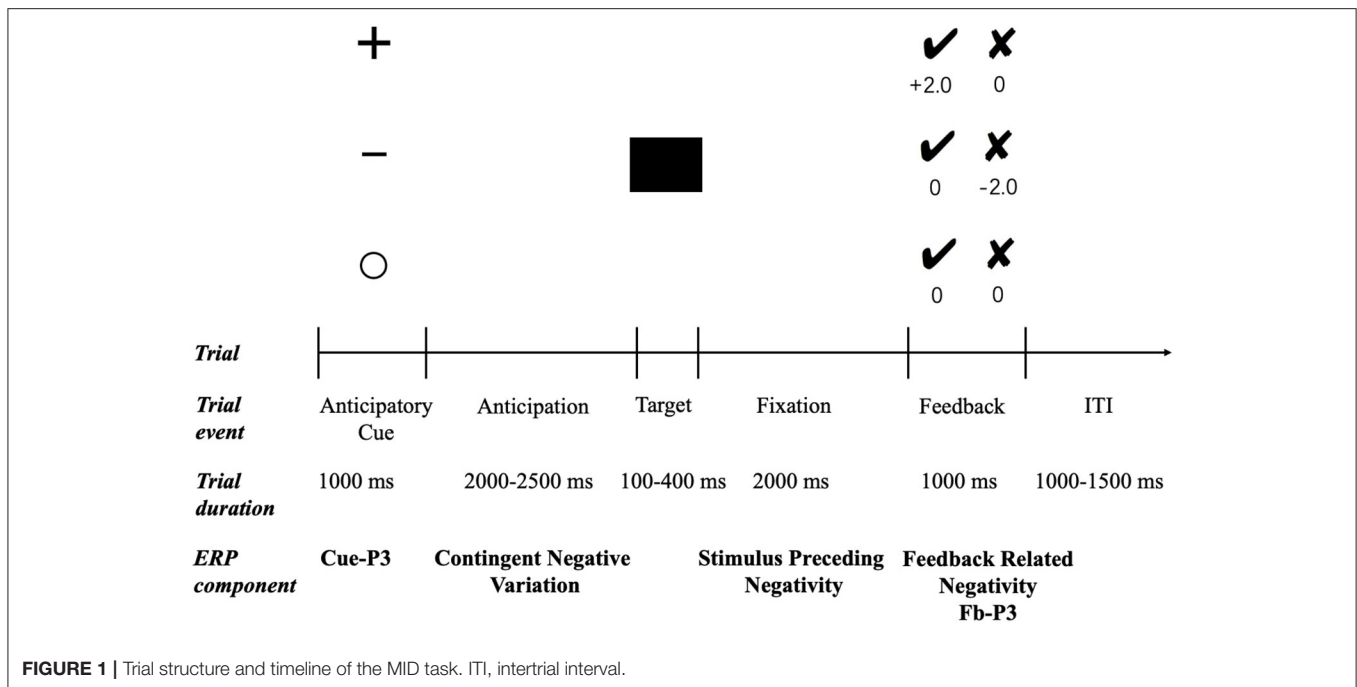 +
+2.0 0
−
0 -2.0
0 0
Trial
Trial Anticipatory Anticipation Target Fixation Feedback ITI
event Cue
Trial 1000 ms 2000-2500 ms 100-400 ms 2000 ms 1000 ms 1000-1500 ms
duration
ERP Cue-P3 Contingent Negative Stimulus Preceding Feedback Related
component Variation Negativity Negativity
Fb-P3
FIGURE 1 | Trial structure and timeline of the MID task. ITI, intertrial interval.